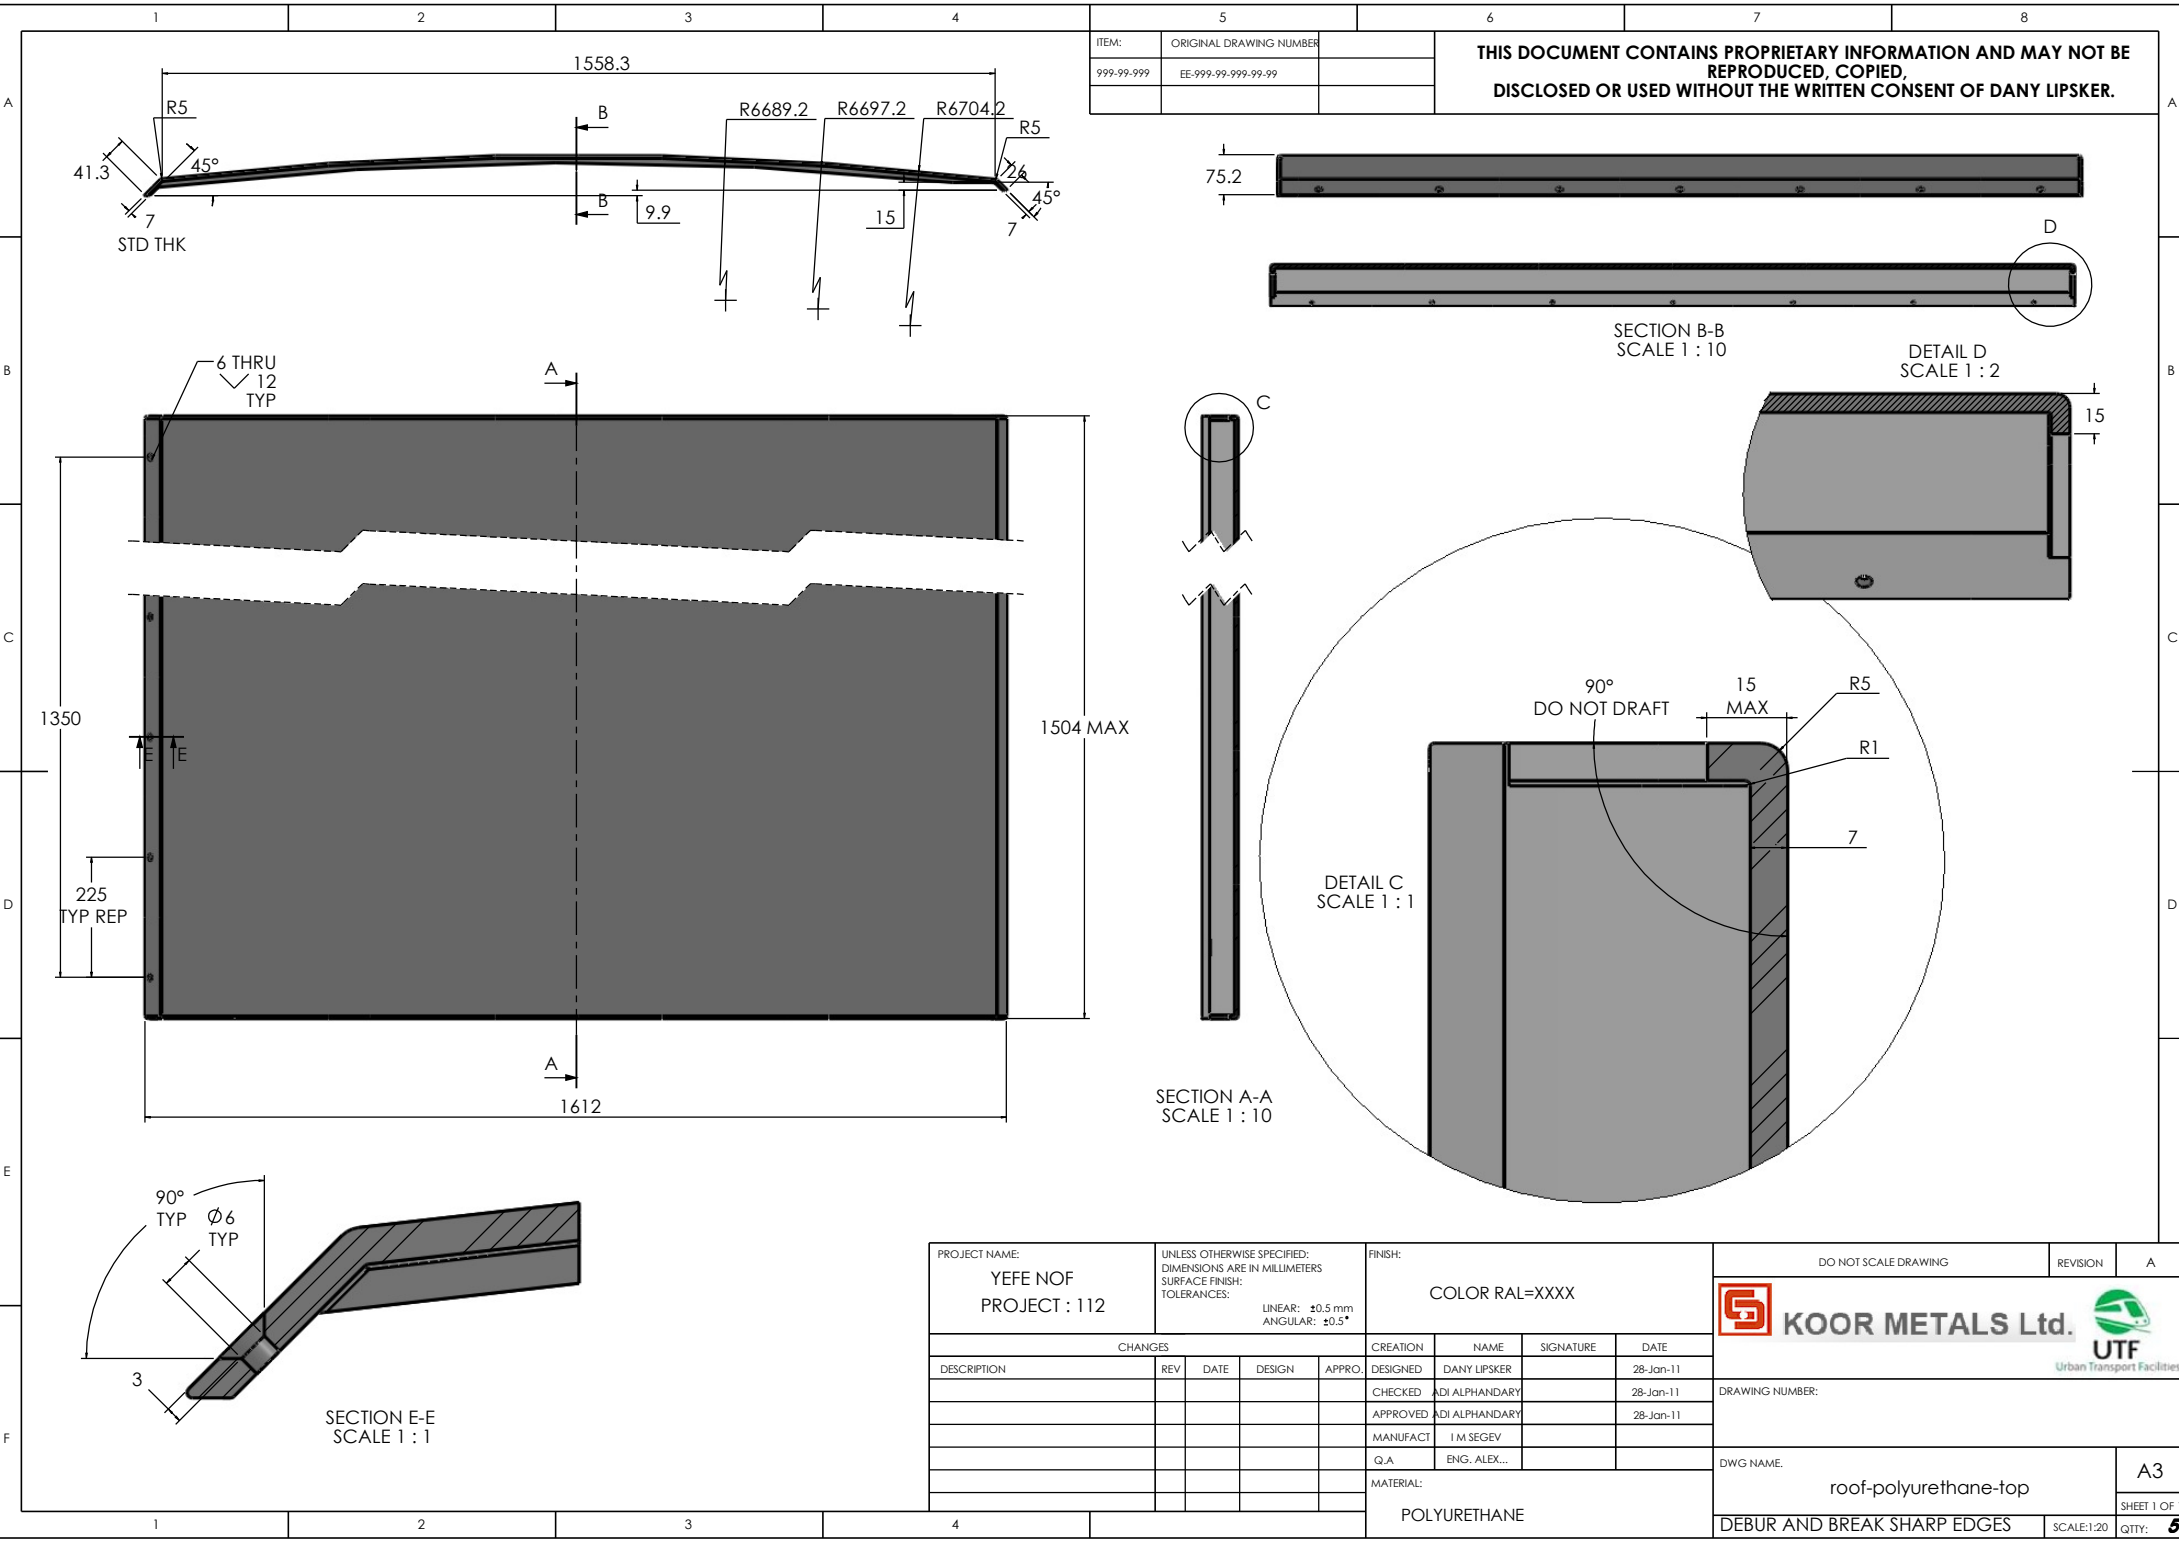 1 2 3 4 5 6 7 8
A
B
C
D
E
F
A
B
C
D
ITEM: ORIGINAL DRAWING NUMBER
999-99-999 EE-999-99-999-99-99
THIS DOCUMENT CONTAINS PROPRIETARY INFORMATION AND MAY NOT BE
REPRODUCED, COPIED,
DISCLOSED OR USED WITHOUT THE WRITTEN CONSENT OF DANY LIPSKER.
1558.3
R5
B
R6689.2
R6697.2
R6704.2
R5
41.3
45°
26
45°
7
STD THK
B
9.9
15
7
75.2
D
SECTION B-B
SCALE 1 : 10
DETAIL D
SCALE 1 : 2
15
6 THRU
12
TYP
A
C
1350
E E
1504 MAX
225
TYP REP
A
1612
SECTION A-A
SCALE 1 : 10
90°
DO NOT DRAFT
15
MAX
R5
R1
7
DETAIL C
SCALE 1 : 1
90°
TYP
Ø6
TYP
3
SECTION E-E
SCALE 1 : 1
PROJECT NAME:
YEFE NOF
PROJECT : 112
UNLESS OTHERWISE SPECIFIED:
DIMENSIONS ARE IN MILLIMETERS
SURFACE FINISH:
TOLERANCES:
LINEAR: ±0.5 mm
ANGULAR: ±0.5°
FINISH:
COLOR RAL=XXXX
DO NOT SCALE DRAWING
REVISION A
KOOR METALS Ltd.
UTF
Urban Transport Facilities
CHANGES
DESCRIPTION REV DATE DESIGN APPRO.
CREATION NAME SIGNATURE DATE
DESIGNED DANY LIPSKER 28-Jan-11
CHECKED ADI ALPHANDARY 28-Jan-11
APPROVED ADI ALPHANDARY 28-Jan-11
MANUFACT I M SEGEV
Q.A ENG. ALEX...
MATERIAL:
POLYURETHANE
DRAWING NUMBER:
DWG NAME.
roof-polyurethane-top
A3
SHEET 1 OF
DEBUR AND BREAK SHARP EDGES
SCALE:1:20
QTTY: 5
1 2 3 4